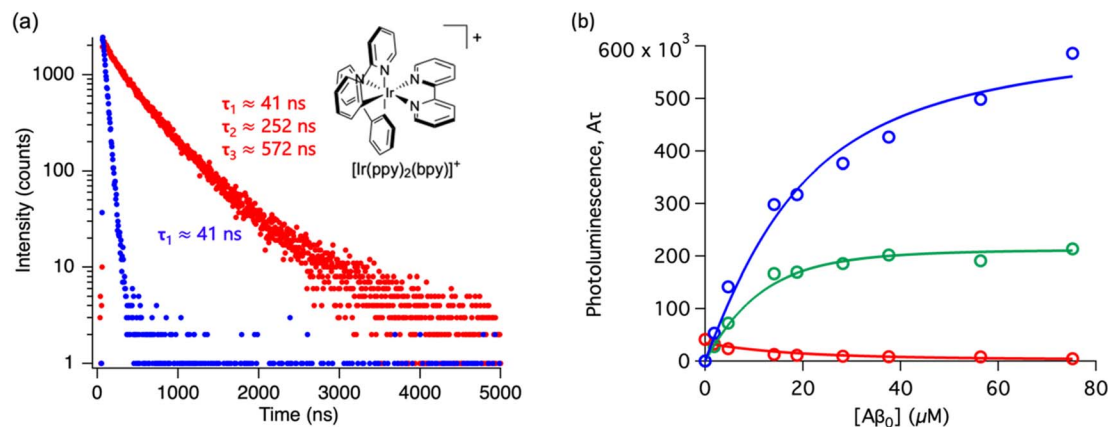 (a)
Intensity (counts)
1000
100
10
1
0
1000
2000
3000
4000
5000
Time (ns)
τ₁ ≈ 41 ns
τ₂ ≈ 252 ns
τ₃ ≈ 572 ns
τ₁ ≈ 41 ns
+
N
N
Ir
N
N
[Ir(ppy)₂(bpy)]⁺
(b)
Photoluminescence, Aτ
600 x 10³
500
400
300
200
100
0
0
20
40
60
80
[Aβ₀] (μM)